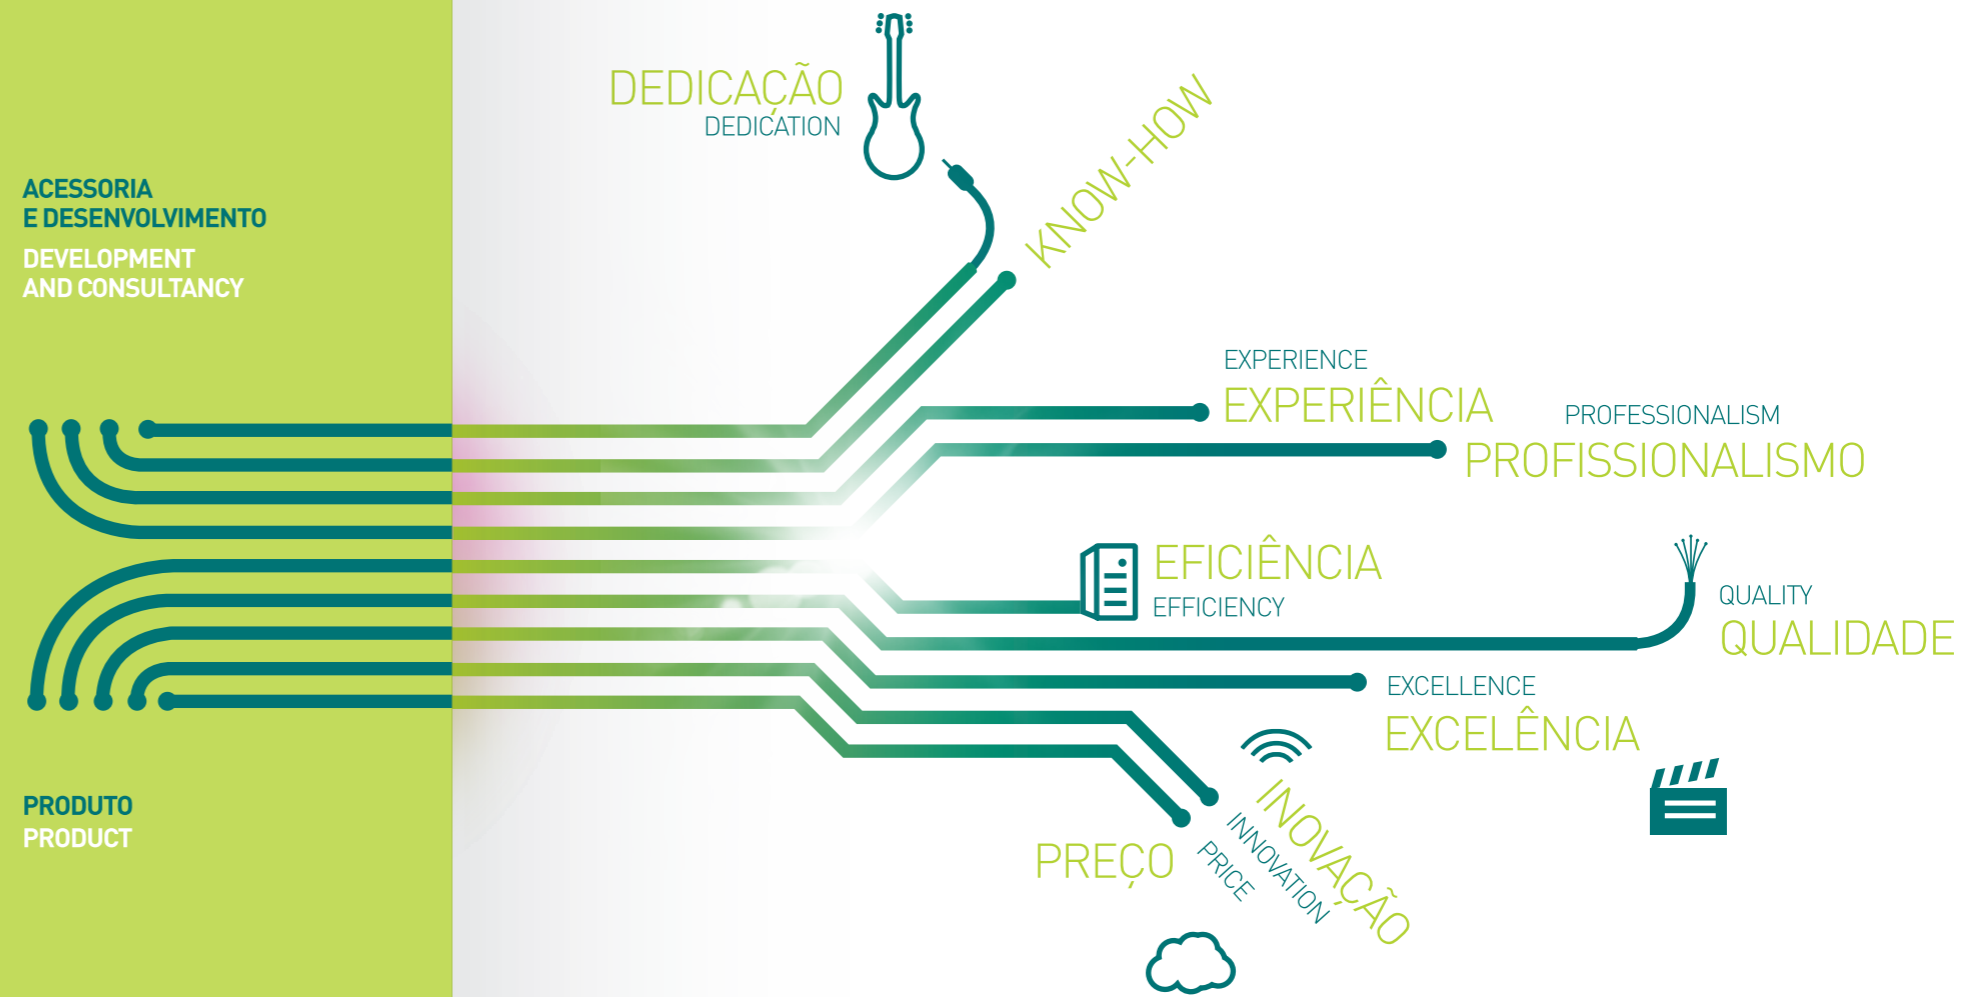 ACESSORIA
E DESENVOLVIMENTO
DEVELOPMENT
AND CONSULTANCY
PRODUTO
PRODUCT
DEDICAÇÃO
DEDICATION
KNOW-HOW
EXPERIENCE
EXPERIÊNCIA
PROFESSIONALISM
PROFISSIONALISMO
EFICIÊNCIA
EFFICIENCY
QUALITY
QUALIDADE
EXCELLENCE
EXCELÊNCIA
INOVAÇÃO
INNOVATION
PRICE
PREÇO